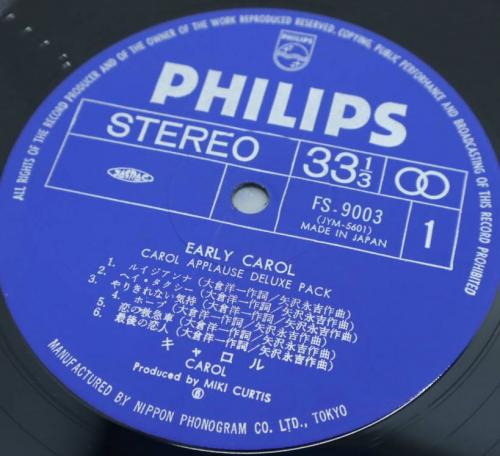 ALL RIGHTS OF THE RECORD PRODUCER AND OF THE OWNER OF THE WORK REPRODUCED RESERVED. COPYING, PUBLIC PERFORMANCE AND BROADCASTING OF THIS RECORD PROHIBITED
PHILIPS
PHILIPS
STEREO
33 1/3
JASRAC
FS-9003
(JYM-5601)
MADE IN JAPAN
1
EARLY CAROL
CAROL APPLAUSE DELUXE PACK
1. ルイジアンナ (大倉洋一作詞/矢沢永吉作曲)
2. ヘイ・タクシー (大倉洋一作詞/矢沢永吉作曲)
3. やりきれない気持 (大倉洋一作詞/矢沢永吉作曲)
4. ホープ (大倉洋一作詞/矢沢永吉作曲)
5. 恋の救急車 (大倉洋一作詞/矢沢永吉作曲)
6. 最後の恋人 (大倉洋一作詞/矢沢永吉作曲)
キャロル
CAROL
Produced by MIKI CURTIS
MANUFACTURED BY NIPPON PHONOGRAM CO. LTD., TOKYO